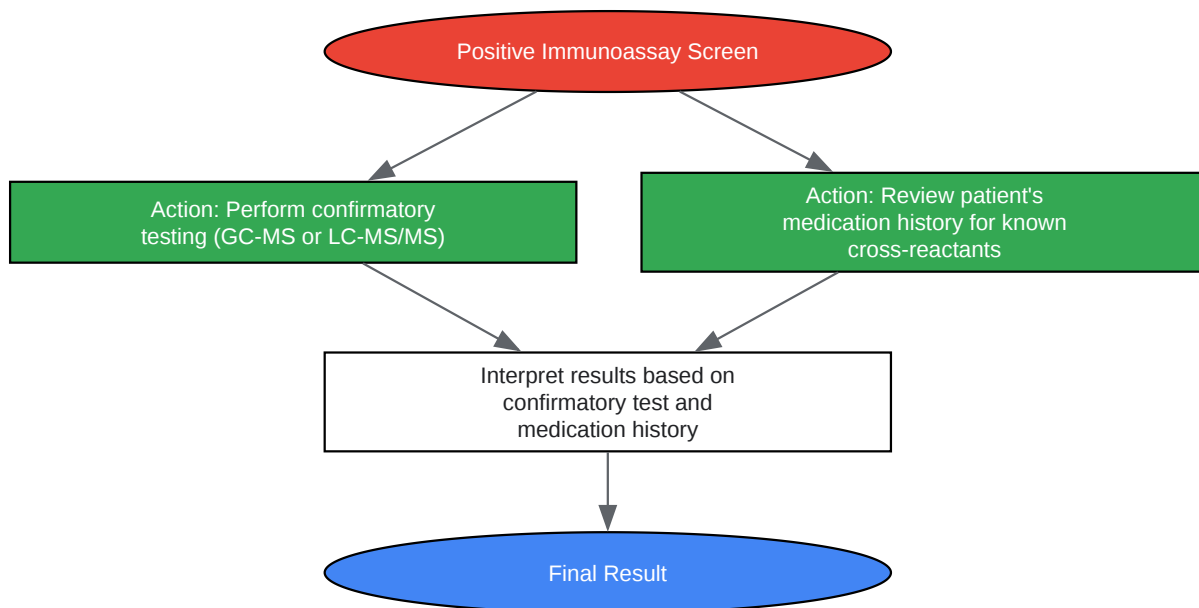 Positive Immunoassay Screen
Action: Perform confirmatory
testing (GC-MS or LC-MS/MS)
Action: Review patient's
medication history for known
cross-reactants
Interpret results based on
confirmatory test and
medication history
Final Result